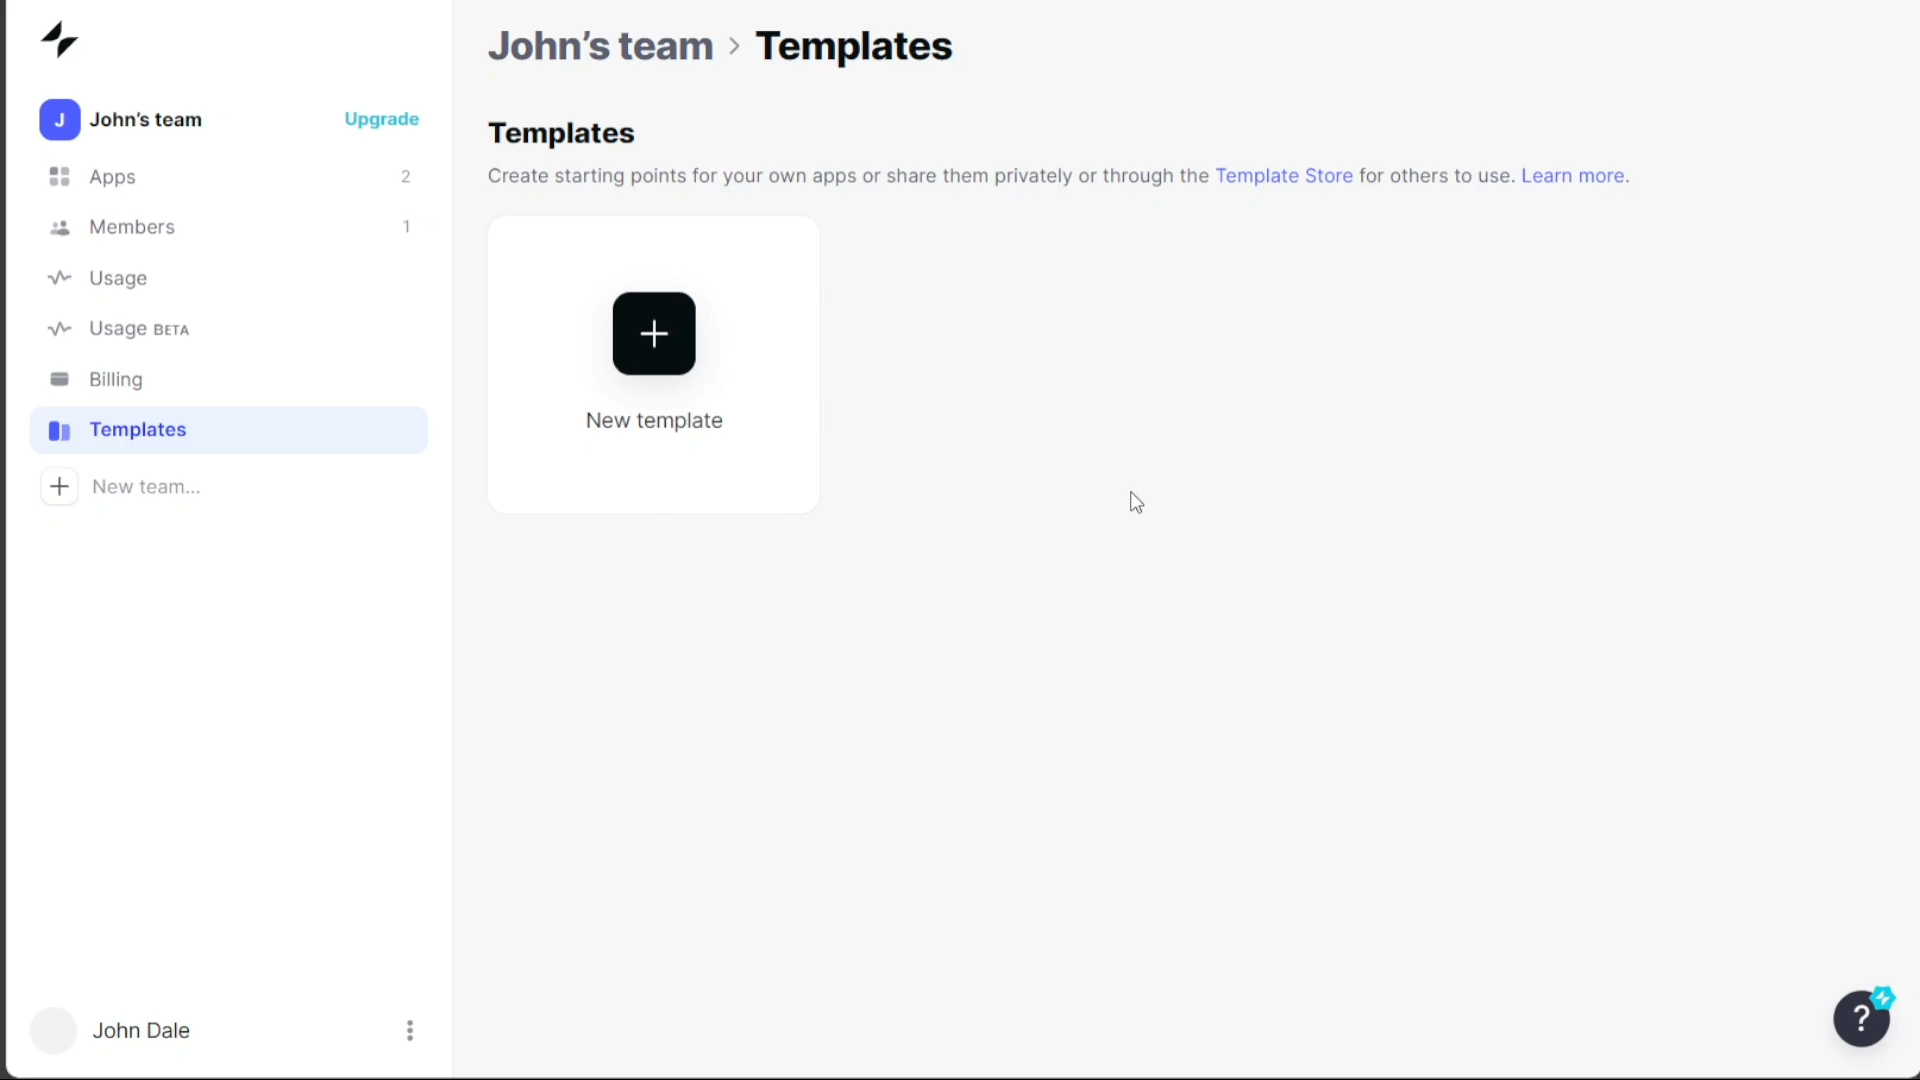 John's team > Templates
J John's team Upgrade
Apps 2
Members 1
Usage
Usage BETA
Billing
Templates
New team...
John Dale
Templates
Create starting points for your own apps or share them privately or through the Template Store for others to use. Learn more.
New template
?